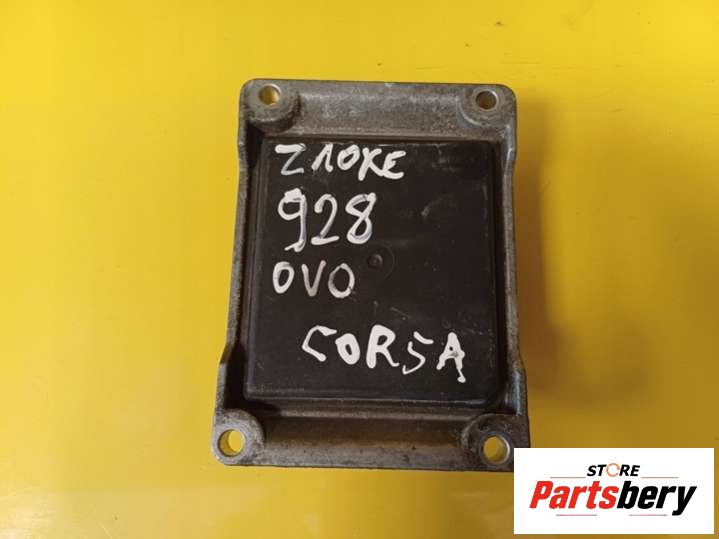 Z10XE
928
OVO
CORSA
STORE
Partsbery